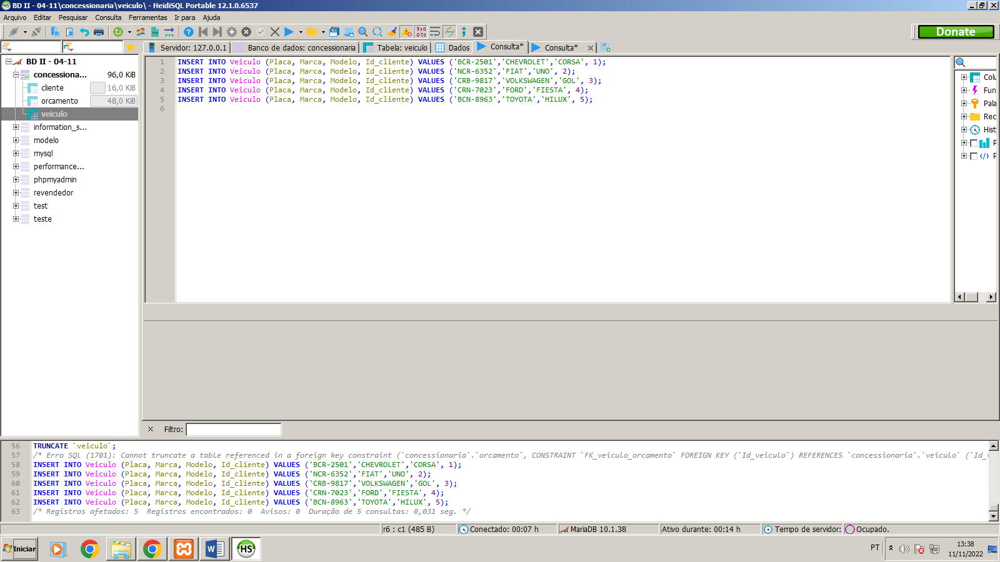 BD II - 04-11\concessionaria\veiculo\ - HeidiSQL Portable 12.1.0.6537
Arquivo Editar Pesquisar Consulta Ferramentas Ir para Ajuda
Donate
Servidor: 127.0.0.1 Banco de dados: concessionaria Tabela: veiculo Dados Consulta* Consulta*
BD II - 04-11
concessiona... 96,0 KiB
cliente 16,0 KiB
orcamento 48,0 KiB
veiculo
information_s...
modelo
mysql
performance...
phpmyadmin
revendedor
test
teste
1 INSERT INTO Veiculo (Placa, Marca, Modelo, Id_cliente) VALUES ('BCR-2501','CHEVROLET','CORSA', 1);
2 INSERT INTO Veiculo (Placa, Marca, Modelo, Id_cliente) VALUES ('NCR-6352','FIAT','UNO', 2);
3 INSERT INTO Veiculo (Placa, Marca, Modelo, Id_cliente) VALUES ('CRB-9817','VOLKSWAGEN','GOL', 3);
4 INSERT INTO Veiculo (Placa, Marca, Modelo, Id_cliente) VALUES ('CRN-7023','FORD','FIESTA', 4);
5 INSERT INTO Veiculo (Placa, Marca, Modelo, Id_cliente) VALUES ('BCN-8963','TOYOTA','HILUX', 5);
6
Colu
Fun
Pala
Rec
Hist
P
P
Filtro:
56 TRUNCATE `veiculo`;
57 /* Erro SQL (1701): Cannot truncate a table referenced in a foreign key constraint (`concessionaria`.`orcamento`, CONSTRAINT `FK_veiculo_orcamento` FOREIGN KEY (`Id_veiculo`) REFERENCES `concessionaria`.`veiculo` (`Id_v
58 INSERT INTO Veiculo (Placa, Marca, Modelo, Id_cliente) VALUES ('BCR-2501','CHEVROLET','CORSA', 1);
59 INSERT INTO Veiculo (Placa, Marca, Modelo, Id_cliente) VALUES ('NCR-6352','FIAT','UNO', 2);
60 INSERT INTO Veiculo (Placa, Marca, Modelo, Id_cliente) VALUES ('CRB-9817','VOLKSWAGEN','GOL', 3);
61 INSERT INTO Veiculo (Placa, Marca, Modelo, Id_cliente) VALUES ('CRN-7023','FORD','FIESTA', 4);
62 INSERT INTO Veiculo (Placa, Marca, Modelo, Id_cliente) VALUES ('BCN-8963','TOYOTA','HILUX', 5);
63 /* Registros afetados: 5 Registros encontrados: 0 Avisos: 0 Duração de 5 consultas: 0,031 seg. */
r6 : c1 (485 B) Conectado: 00:07 h MariaDB 10.1.38 Ativo durante: 00:14 h Tempo de servidor: Ocupado.
Iniciar HS PT 13:38
11/11/2022